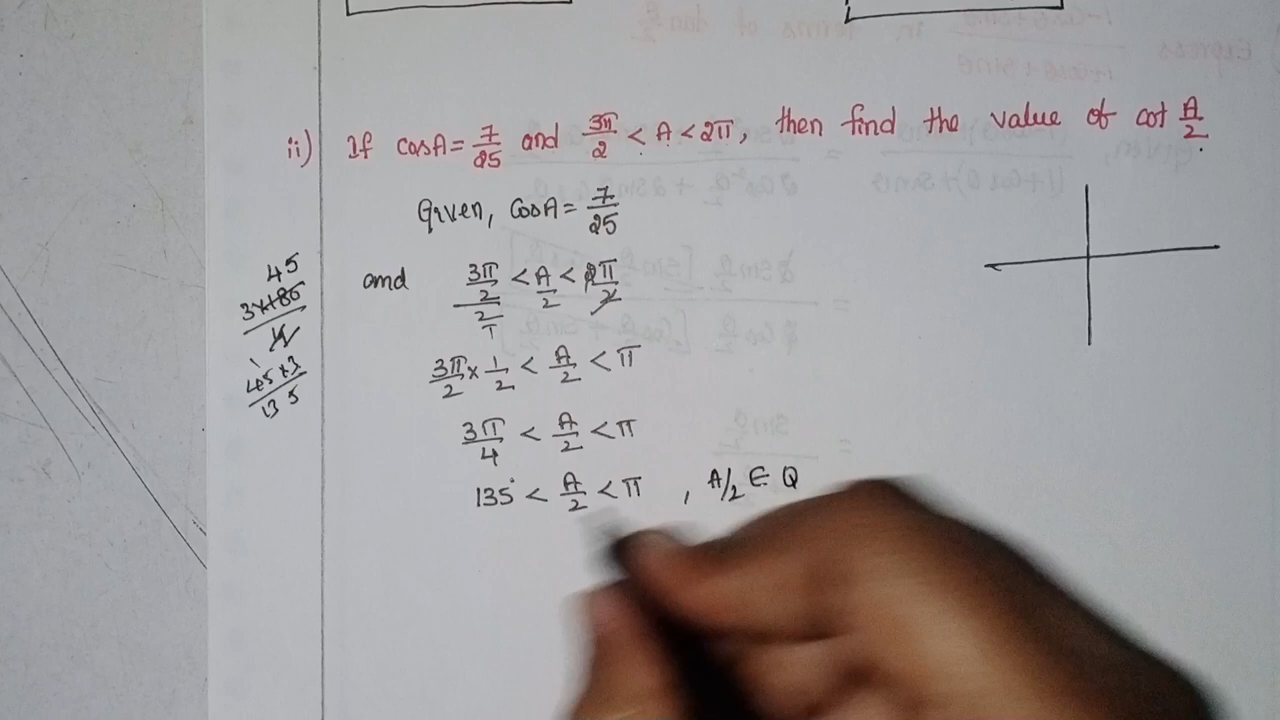 ii) If cosA = 7/25 and 3π/2 < A < 2π, then find the value of cot A/2.
Given, cosA = 7/25
and 3π/2/2/1 < A/2 < 2π/2
3π/2 × 1/2 < A/2 < π
3π/4 < A/2 < π
135° < A/2 < π , A/2 ∈ Q
45
3×180
4
45×3
135